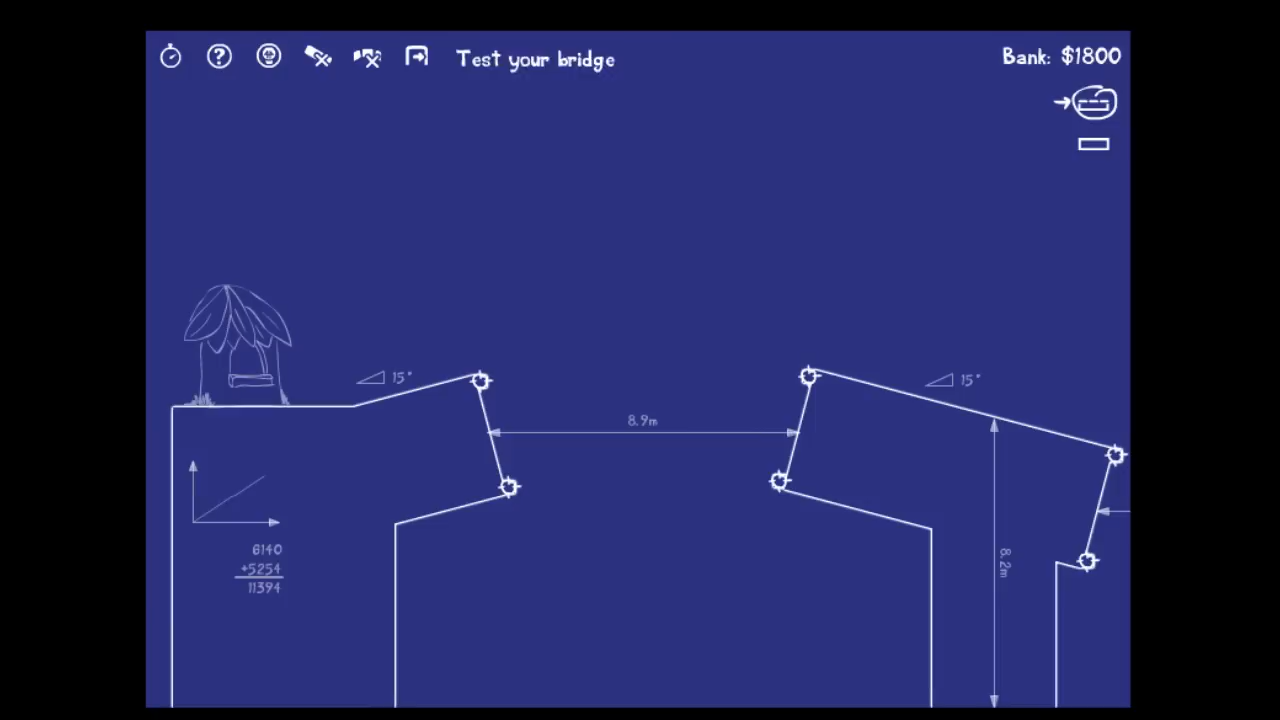 Test your bridge
Bank: $1800
15°
15°
8.9m
8.2m
6140
+5254
11394